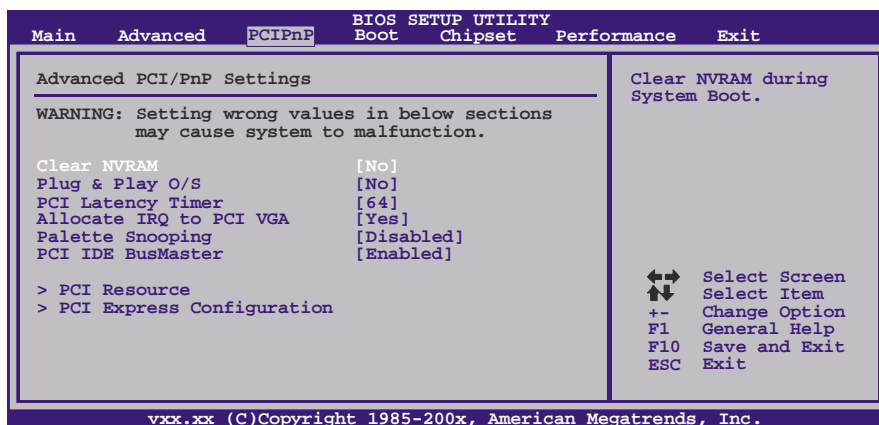 BIOS SETUP UTILITY
Main Advanced PCIPnP Boot Chipset Performance Exit
Advanced PCI/PnP Settings
WARNING: Setting wrong values in below sections
may cause system to malfunction.
Clear NVRAM [No]
Plug & Play O/S [No]
PCI Latency Timer [64]
Allocate IRQ to PCI VGA [Yes]
Palette Snooping [Disabled]
PCI IDE BusMaster [Enabled]
> PCI Resource
> PCI Express Configuration
Clear NVRAM during
System Boot.
Select Screen
Select Item
+- Change Option
F1 General Help
F10 Save and Exit
ESC Exit
vxx.xx (C)Copyright 1985-200x, American Megatrends, Inc.